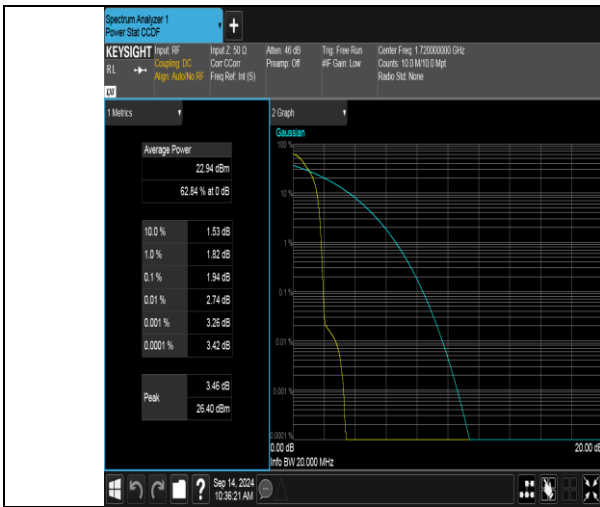 Spectrum Analyzer 1
Power Stat CCDF
+
KEYSIGHT
RL
LXI
Input: RF
Coupling: DC
Align: Auto/No RF
Input Z: 50 Ω
Corr CCorr
Freq Ref: Int (S)
Atten: 46 dB
Preamp: Off
Trig: Free Run
#IF Gain: Low
Center Freq: 1.720000000 GHz
Counts: 10.0 M/10.0 Mpt
Radio Std: None
1 Metrics
Average Power
22.94 dBm
62.84 % at 0 dB
10.0 % 1.53 dB
1.0 % 1.82 dB
0.1 % 1.94 dB
0.01 % 2.74 dB
0.001 % 3.26 dB
0.0001 % 3.42 dB
Peak
3.46 dB
26.40 dBm
2 Graph
Gaussian
100 %
10 %
1 %
0.1 %
0.01 %
0.001 %
0.0001 %
0.00 dB
20.00 dB
Info BW 20.000 MHz
?
Sep 14, 2024
10:36:21 AM